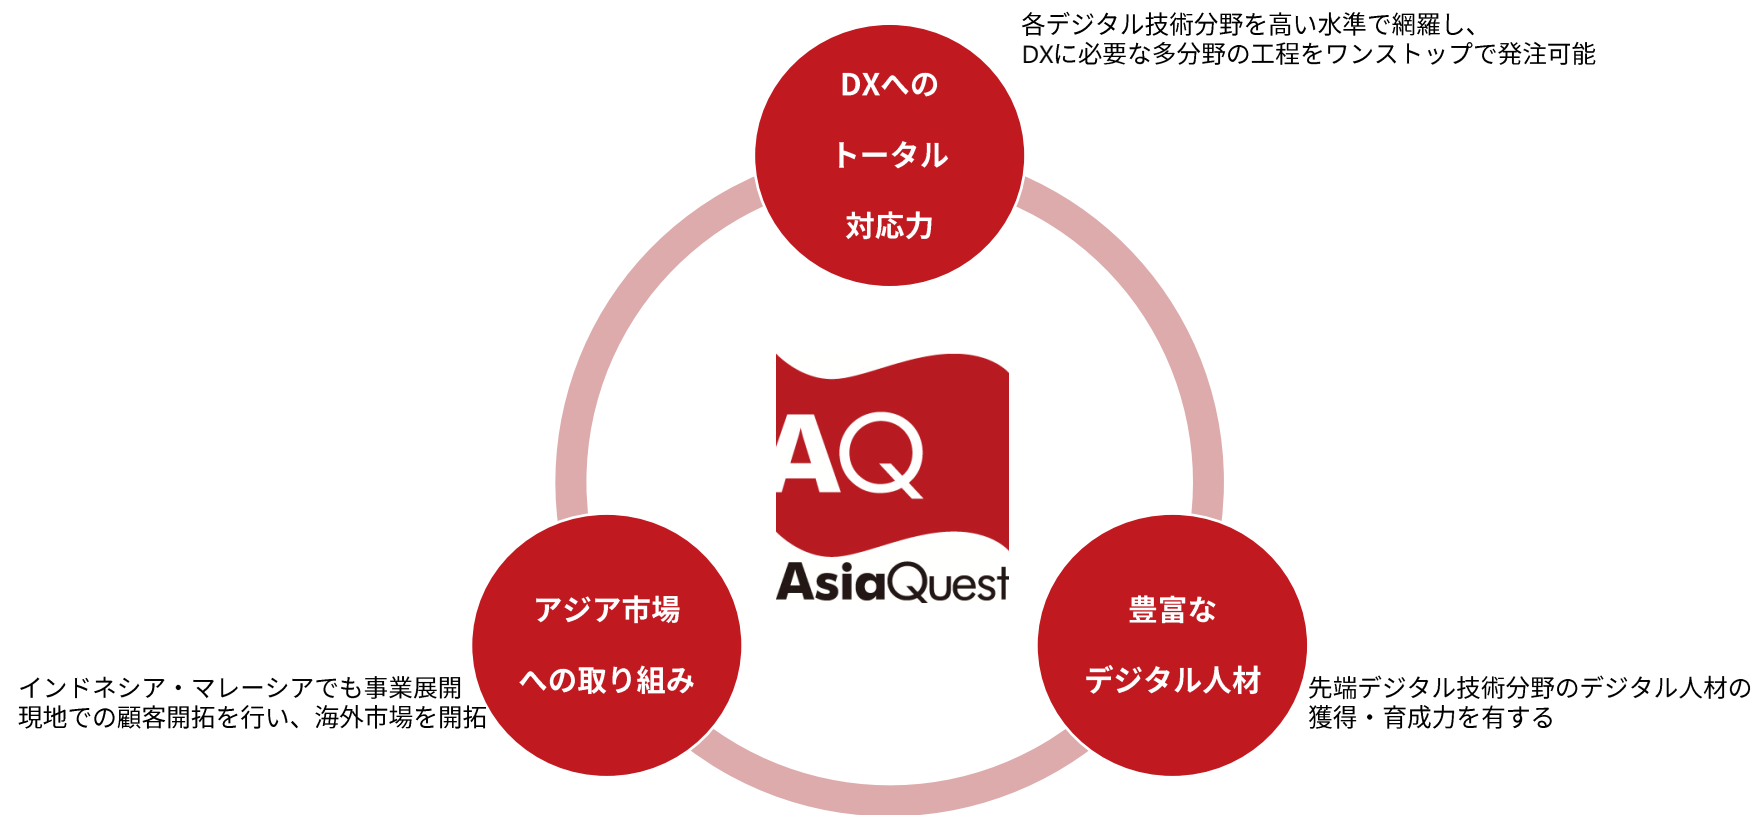 各デジタル技術分野を高い水準で網羅し、
DXに必要な多分野の工程をワンストップで発注可能
DXへの
トータル
対応力
AQ
AsiaQuest
アジア市場
への取り組み
インドネシア・マレーシアでも事業展開
現地での顧客開拓を行い、海外市場を開拓
豊富な
デジタル人材
先端デジタル技術分野のデジタル人材の
獲得・育成力を有する